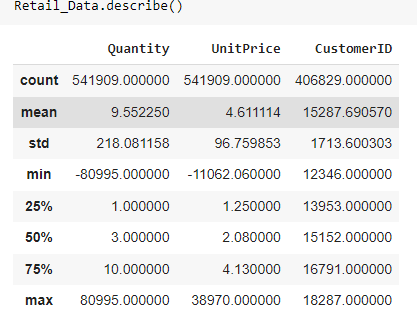 Retail_Data.describe()
Quantity UnitPrice CustomerID
count 541909.000000 541909.000000 406829.000000
mean 9.552250 4.611114 15287.690570
std 218.081158 96.759853 1713.600303
min -80995.000000 -11062.060000 12346.000000
25% 1.000000 1.250000 13953.000000
50% 3.000000 2.080000 15152.000000
75% 10.000000 4.130000 16791.000000
max 80995.000000 38970.000000 18287.000000